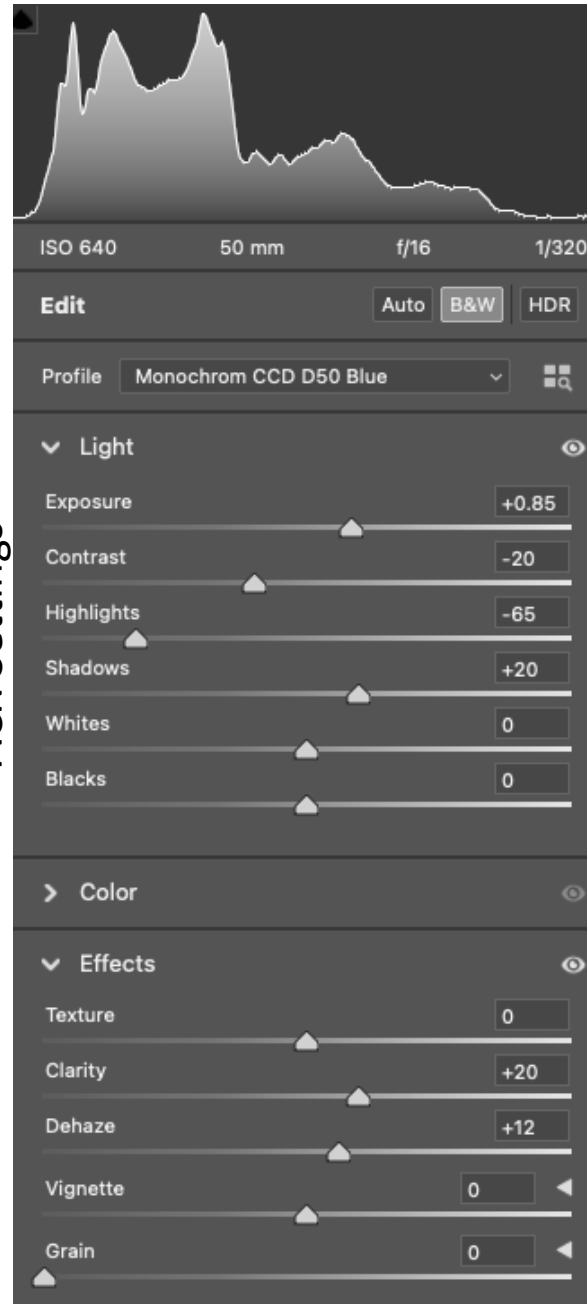 ISO 640 50 mm f/16 1/320
Edit Auto B&W HDR
Profile Monochrom CCD D50 Blue
Light
Exposure +0.85
Contrast -20
Highlights -65
Shadows +20
Whites 0
Blacks 0
Color
Effects
Texture 0
Clarity +20
Dehaze +12
Vignette 0
Grain 0